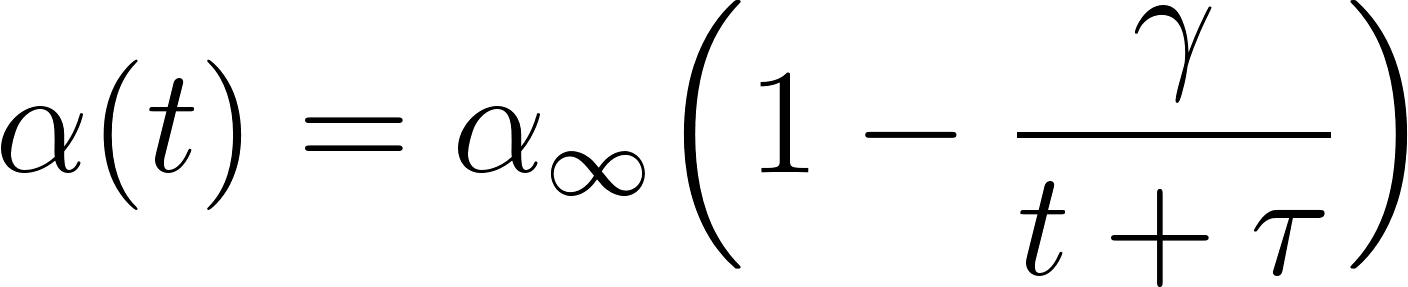 α(t) = α∞(1 − γ/(t + τ))